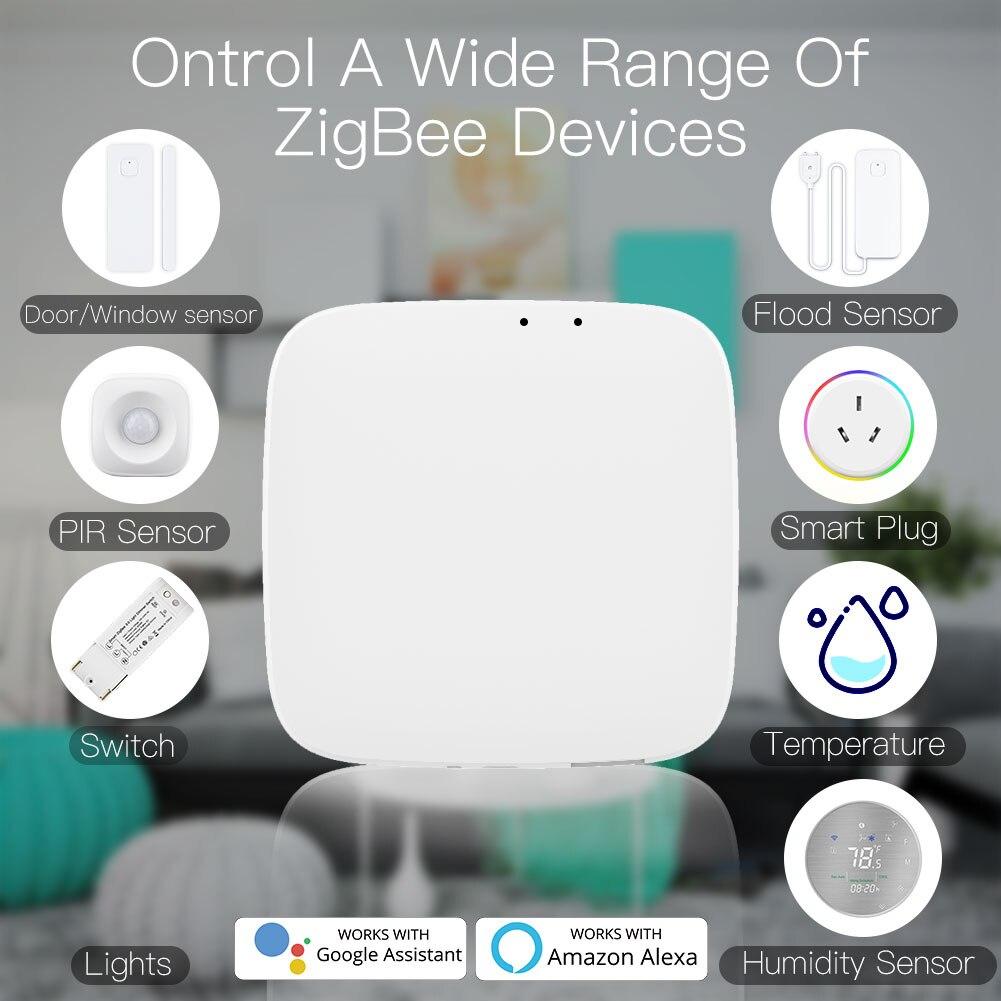 Ontrol A Wide Range Of
ZigBee Devices
Door/Window sensor
Flood Sensor
PIR Sensor
Smart Plug
Switch
Temperature
78.5
°F
08:20
Lights
WORKS WITH
Google Assistant
WORKS WITH
Amazon Alexa
Humidity Sensor